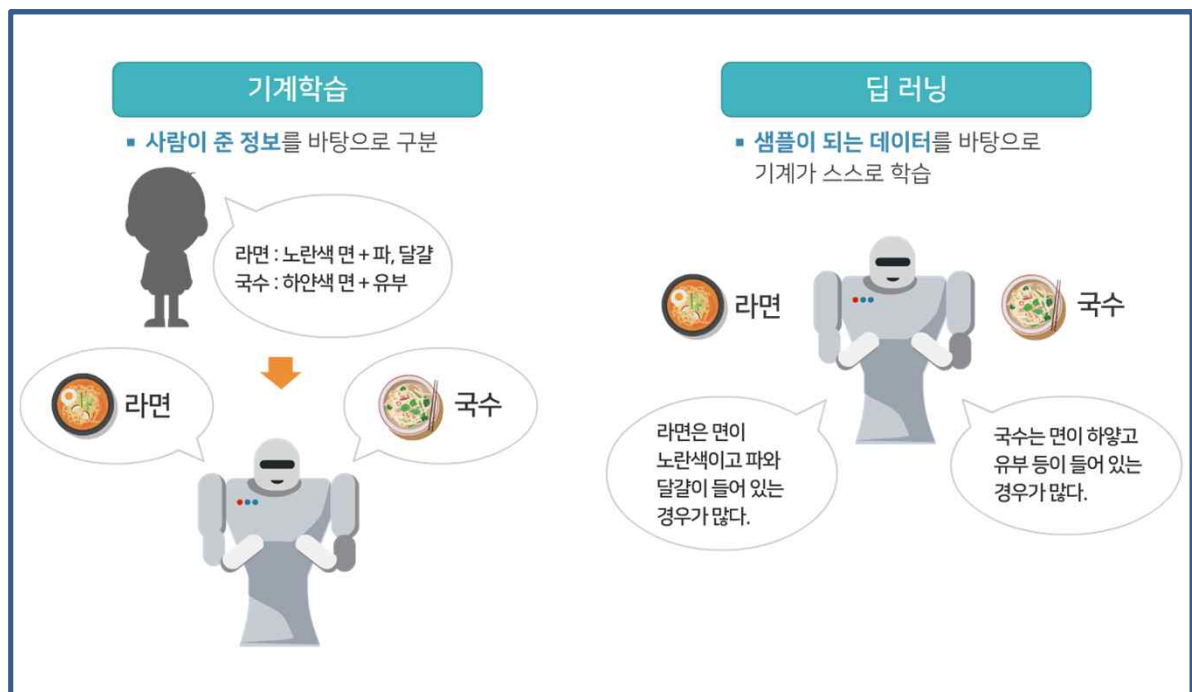 기계학습
▪ 사람이 준 정보를 바탕으로 구분
라면 : 노란색 면 + 파, 달걀
국수 : 하얀색 면 + 유부
라면
국수
딥 러닝
▪ 샘플이 되는 데이터를 바탕으로
기계가 스스로 학습
라면
국수
라면은 면이
노란색이고 파와
달걀이 들어 있는
경우가 많다.
국수는 면이 하얗고
유부 등이 들어 있는
경우가 많다.